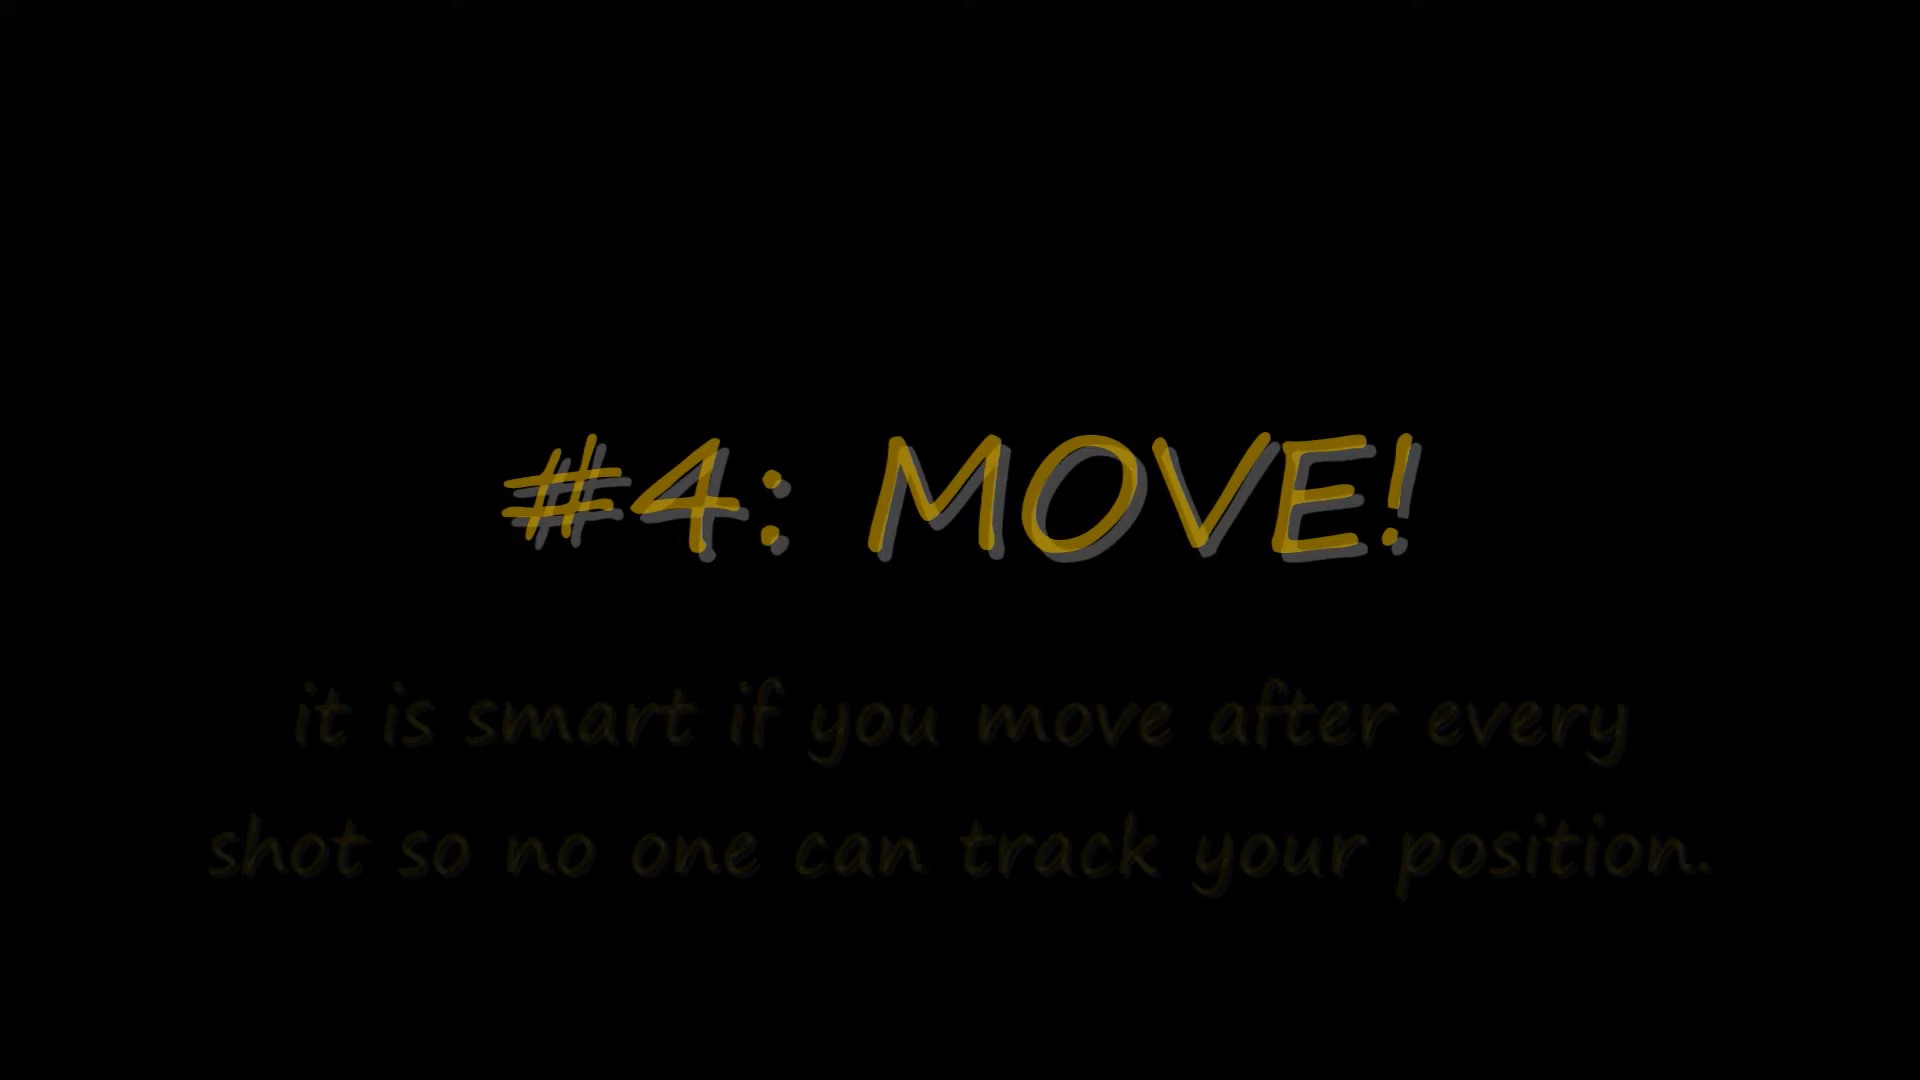 #4: MOVE!
it is smart if you move after every
shot so no one can track your position.